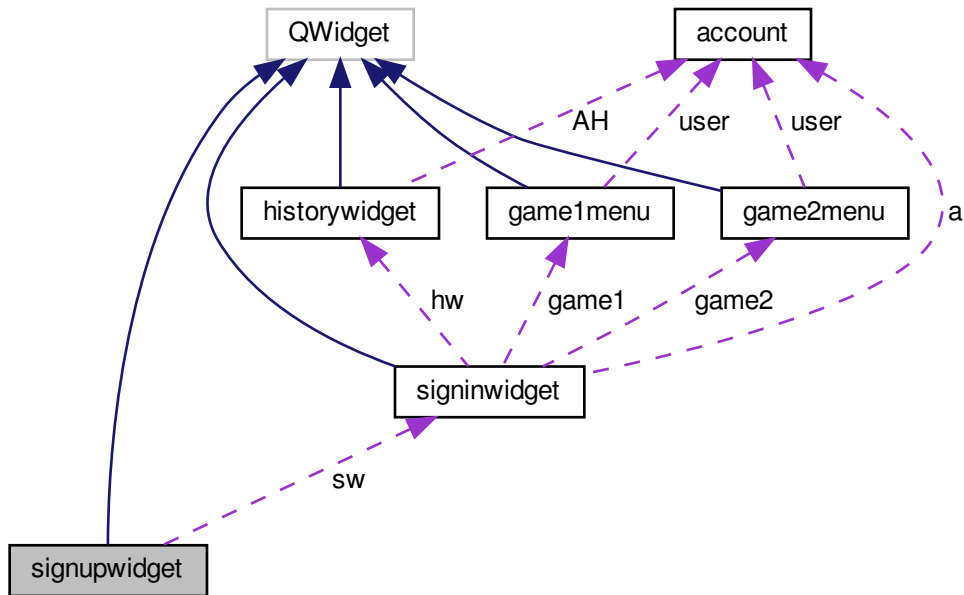 QWidget
account
AH
user
user
historywidget
game1menu
game2menu
a
hw
game1
game2
signinwidget
sw
signupwidget